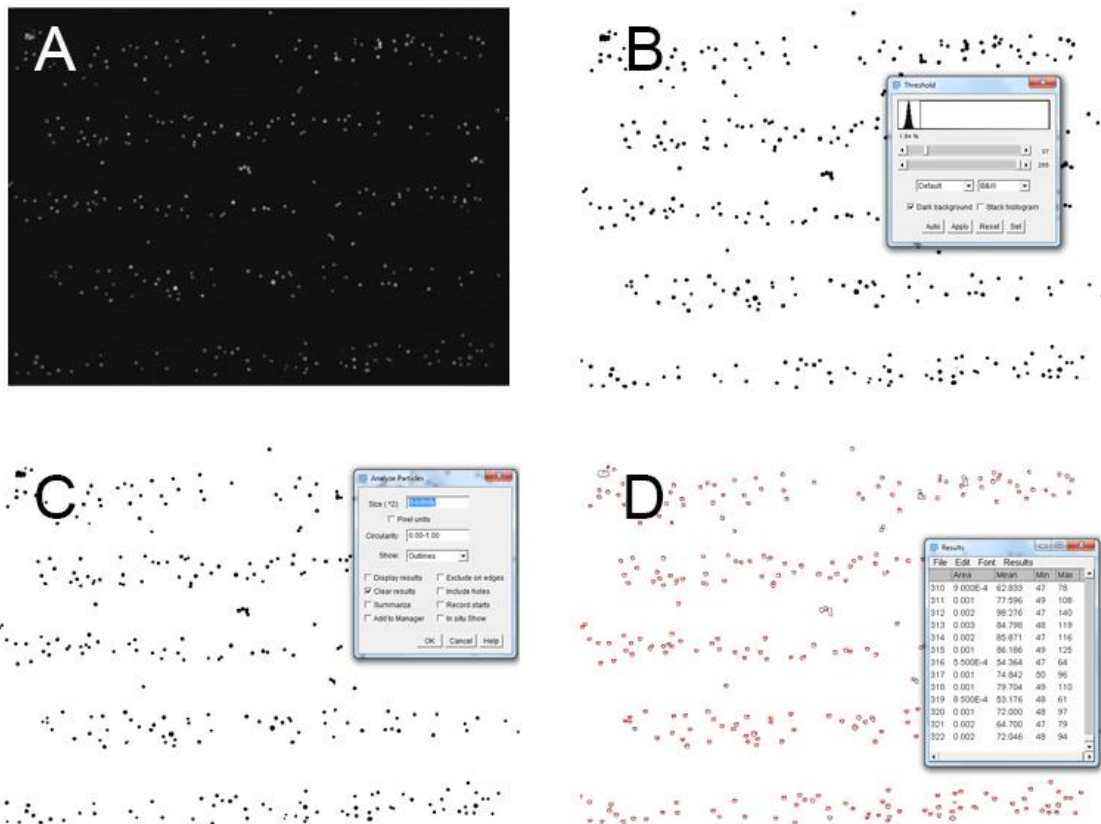 A
B
Threshold
1.84 %
255
Default
B&W
Dark background
Stack histogram
Auto
Apply
Reset
Set
C
Analyze Particles
Size ( ^2):
Pixel units
Circularity:
0.00-1.00
Show:
Outlines
Display results
Exclude on edges
Clear results
Include holes
Summarize
Record starts
Add to Manager
In situ Show
OK
Cancel
Help
D
Results
File Edit Font Results
Area Mean Min Max
310 9.000E-4 62.833 47 78
311 0.001 77.596 49 108
312 0.002 98.276 47 140
313 0.003 84.798 48 119
314 0.002 85.871 47 116
315 0.001 86.186 49 125
316 5.500E-4 54.364 47 64
317 0.001 74.842 50 96
318 0.001 79.704 49 110
319 8.500E-4 53.176 48 61
320 0.001 72.000 48 97
321 0.002 64.700 47 79
322 0.002 72.046 48 94